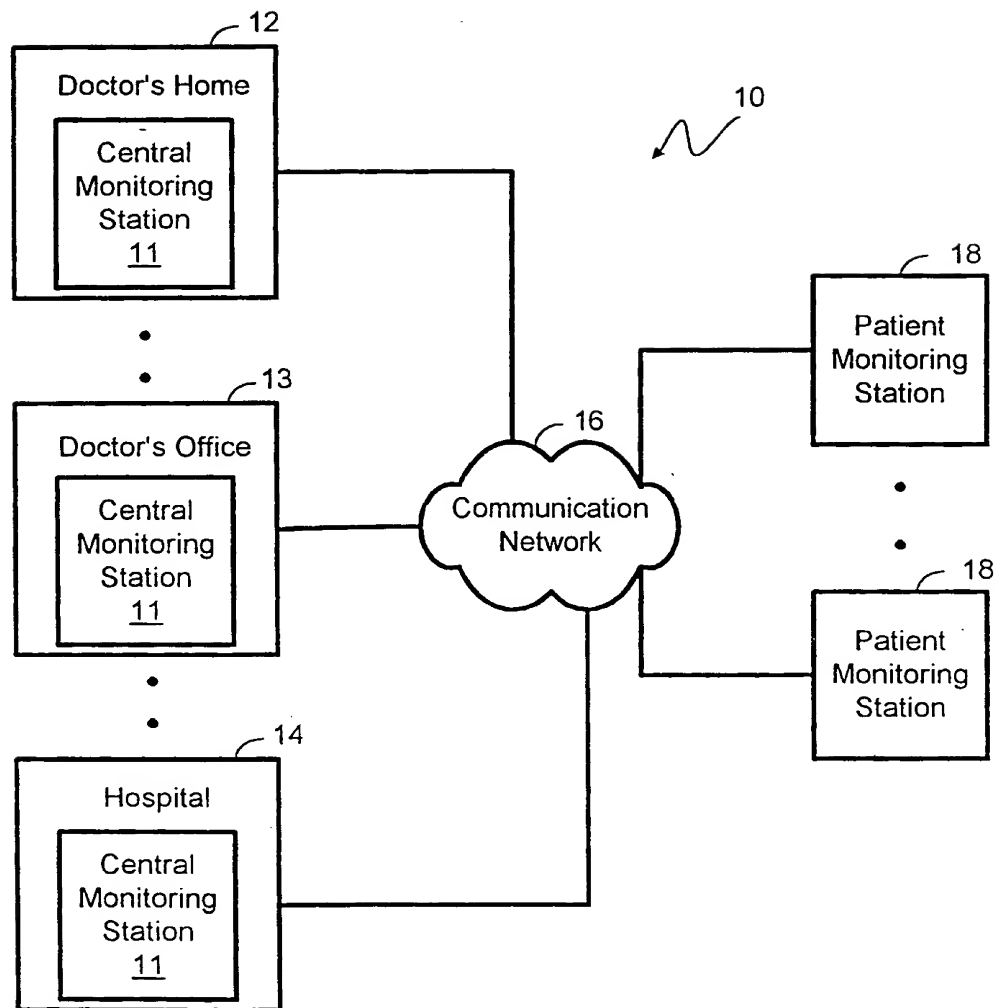 12
Doctor's Home
Central
Monitoring
Station
11
10
13
Doctor's Office
Central
Monitoring
Station
11
14
Hospital
Central
Monitoring
Station
11
16
Communication
Network
18
Patient
Monitoring
Station
18
Patient
Monitoring
Station